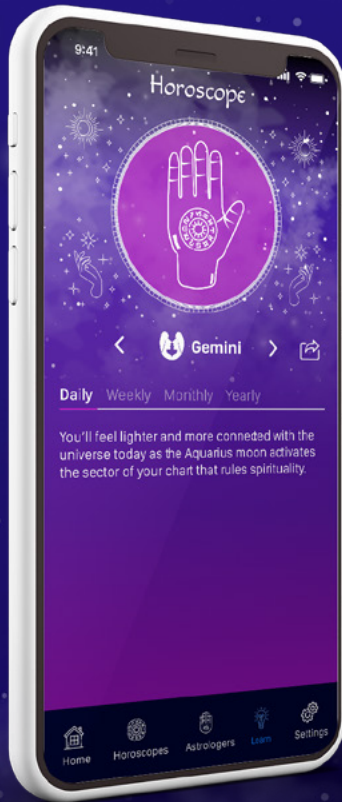 9:41
Horoscope
Gemini
Daily Weekly Monthly Yearly
You'll feel lighter and more conneted with the
universe today as the Aquarius moon activates
the sector of your chart that rules spirituality.
Home Horoscopes Astrologers Learn Settings